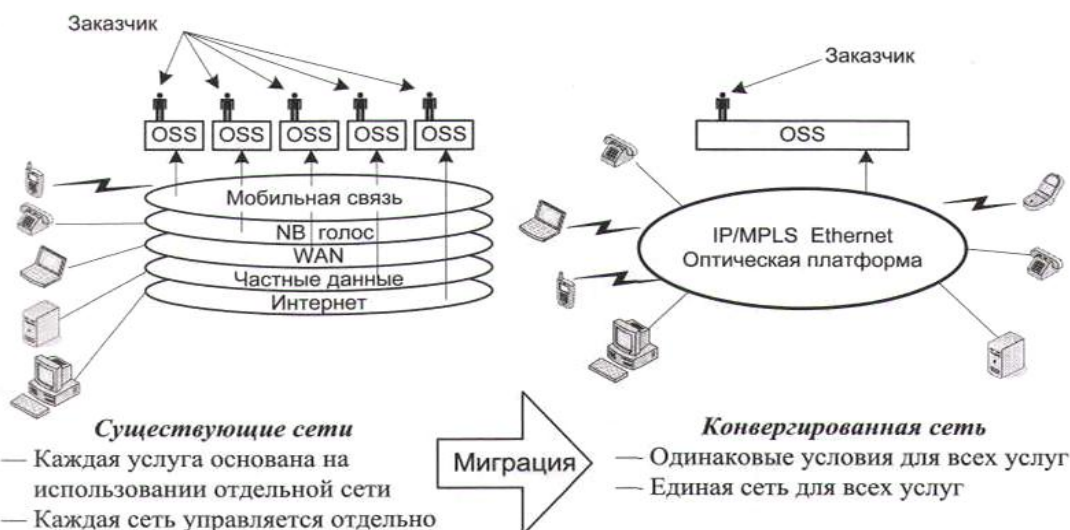 Заказчик
OSS OSS OSS OSS OSS
Мобильная связь
NB голос
WAN
Частные данные
Интернет
Существующие сети
— Каждая услуга основана на
использовании отдельной сети
— Каждая сеть управляется отдельно
Миграция
Заказчик
OSS
IP/MPLS Ethernet
Оптическая платформа
Конвергированная сеть
— Одинаковые условия для всех услуг
— Единая сеть для всех услуг